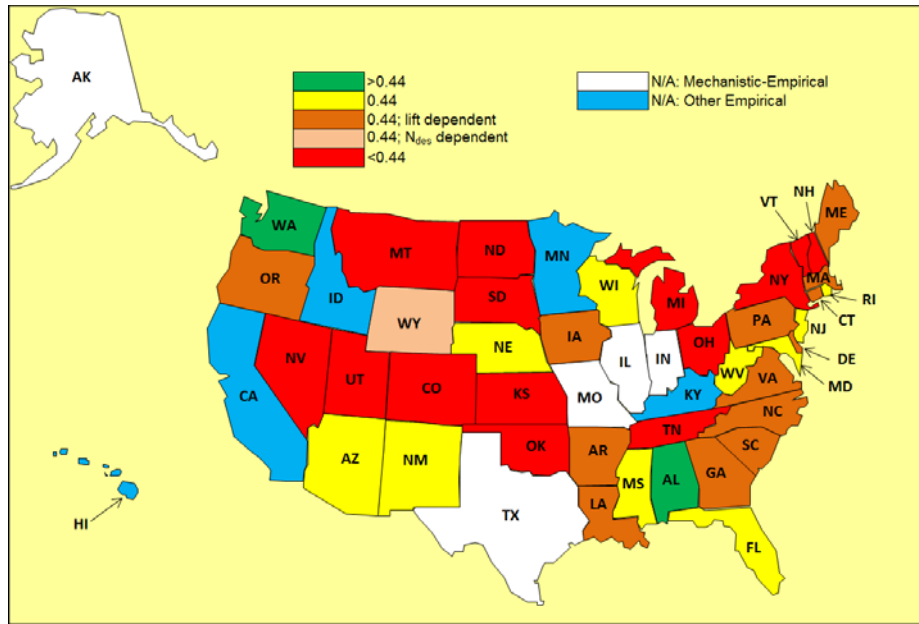 AK
>0.44
0.44
0.44; lift dependent
0.44; Ndes dependent
<0.44
N/A: Mechanistic-Empirical
N/A: Other Empirical
WA
MT
ND
MN
VT
NH
ME
OR
ID
SD
WI
NY
MA
RI
WY
MI
CT
IA
PA
NJ
NE
OH
DE
NV
UT
CO
IL
IN
WV
VA
MD
CA
KS
MO
KY
NC
TN
AZ
NM
OK
AR
SC
MS
AL
GA
LA
TX
HI
FL